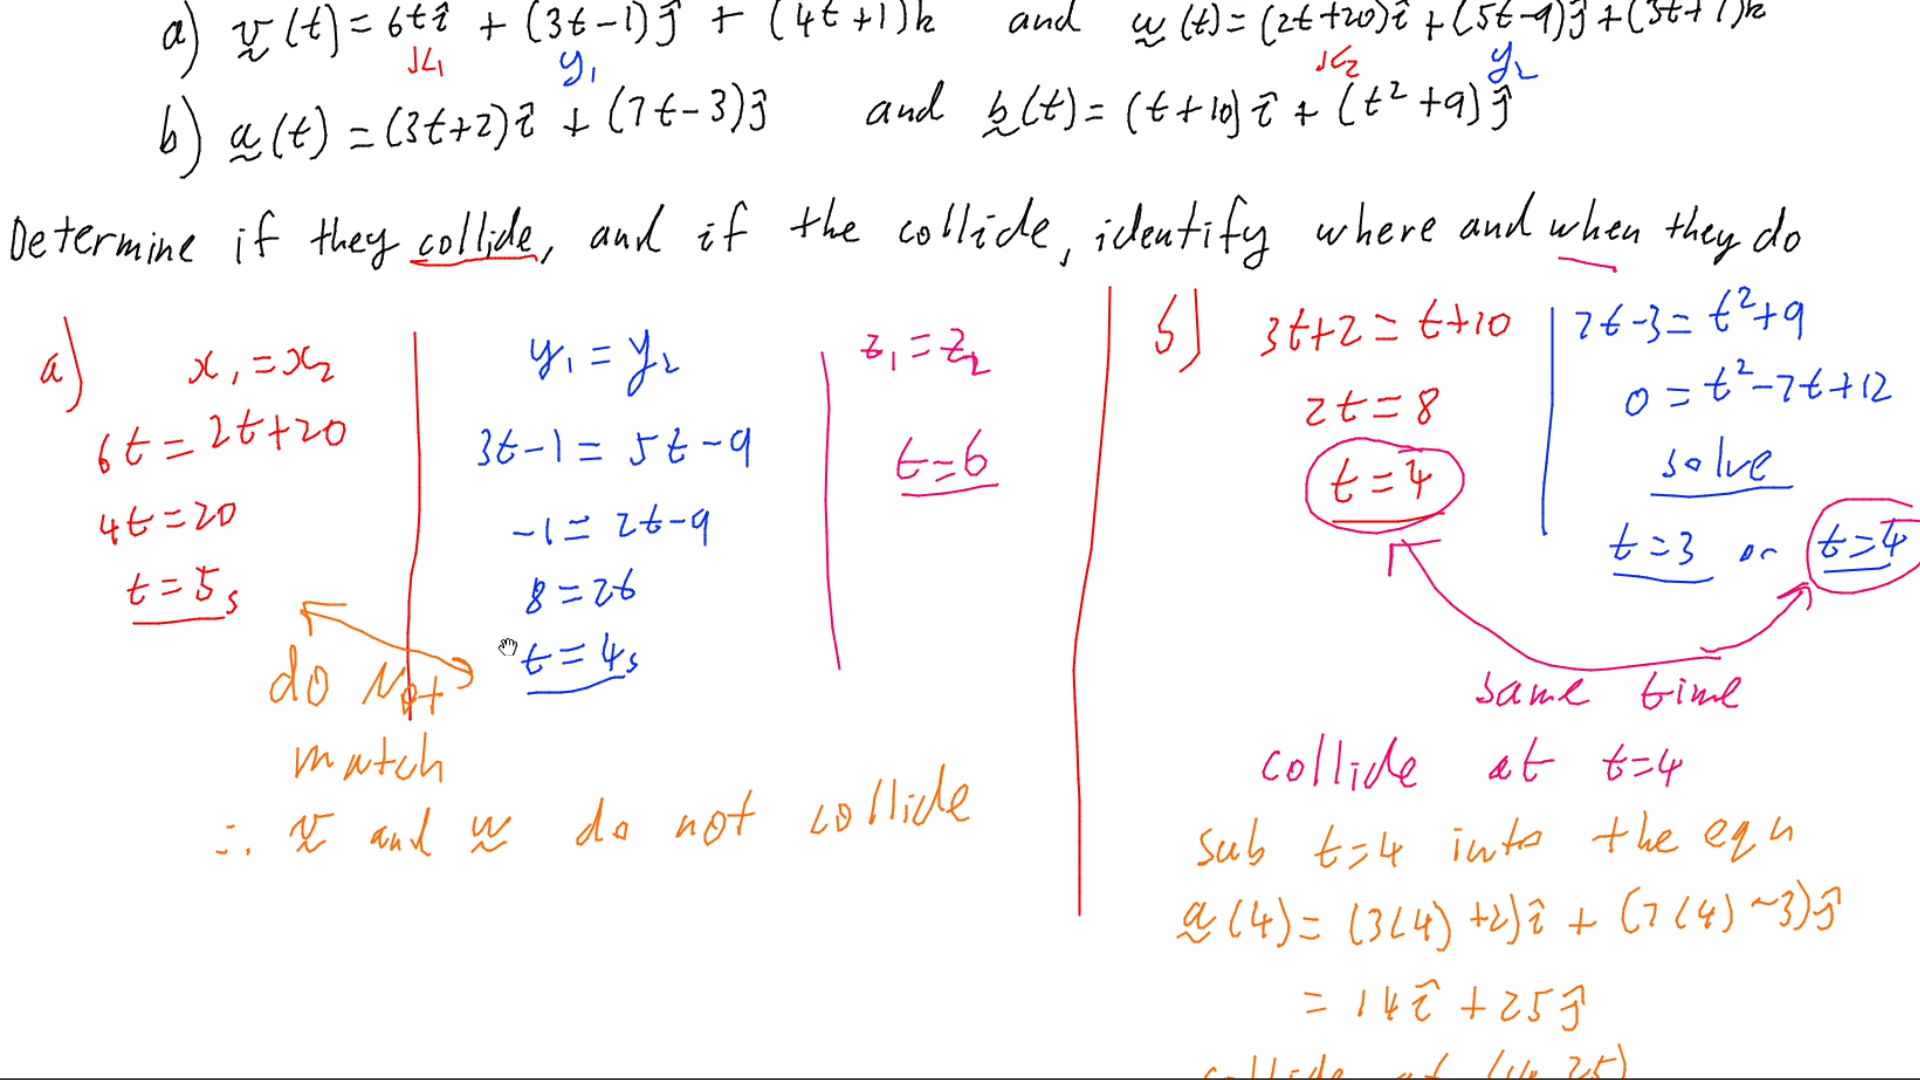 a) v(t) = 6t î + (3t-1) ĵ + (4t+1)k and w(t) = (2t+20) î + (5t-9) ĵ + (3t+7)k
x₁ y₁ x₂ y₂
b) a(t) = (3t+2) î + (7t-3) ĵ and b(t) = (t+10) î + (t²+9) ĵ
Determine if they collide, and if the collide, identify where and when they do
a) x₁ = x₂
6t = 2t+20
4t = 20
t = 5s
y₁ = y₂
3t-1 = 5t-9
-1 = 2t-9
8 = 2t
t = 4s
z₁ = z₂
t = 6
do Not
match
∴ v and w do not collide
b) 3t+2 = t+10
2t = 8
t = 4
7t-3 = t²+9
0 = t²-7t+12
solve
t = 3 or t = 4
same time
collide at t=4
sub t=4 into the eqn
a(4) = (3(4)+2) î + (7(4)-3) ĵ
= 14 î + 25 ĵ
collide at (14,25)